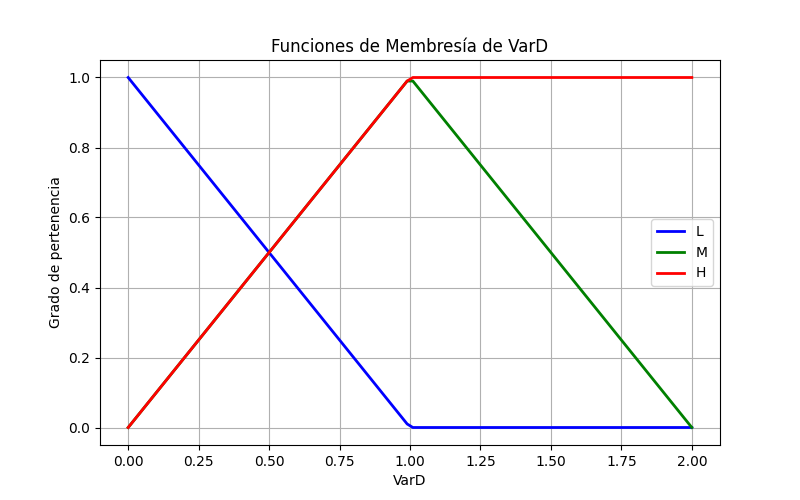 Funciones de Membresía de VarD
Grado de pertenencia
1.0
0.8
0.6
0.4
0.2
0.0
L
M
H
0.00 0.25 0.50 0.75 1.00 1.25 1.50 1.75 2.00
VarD